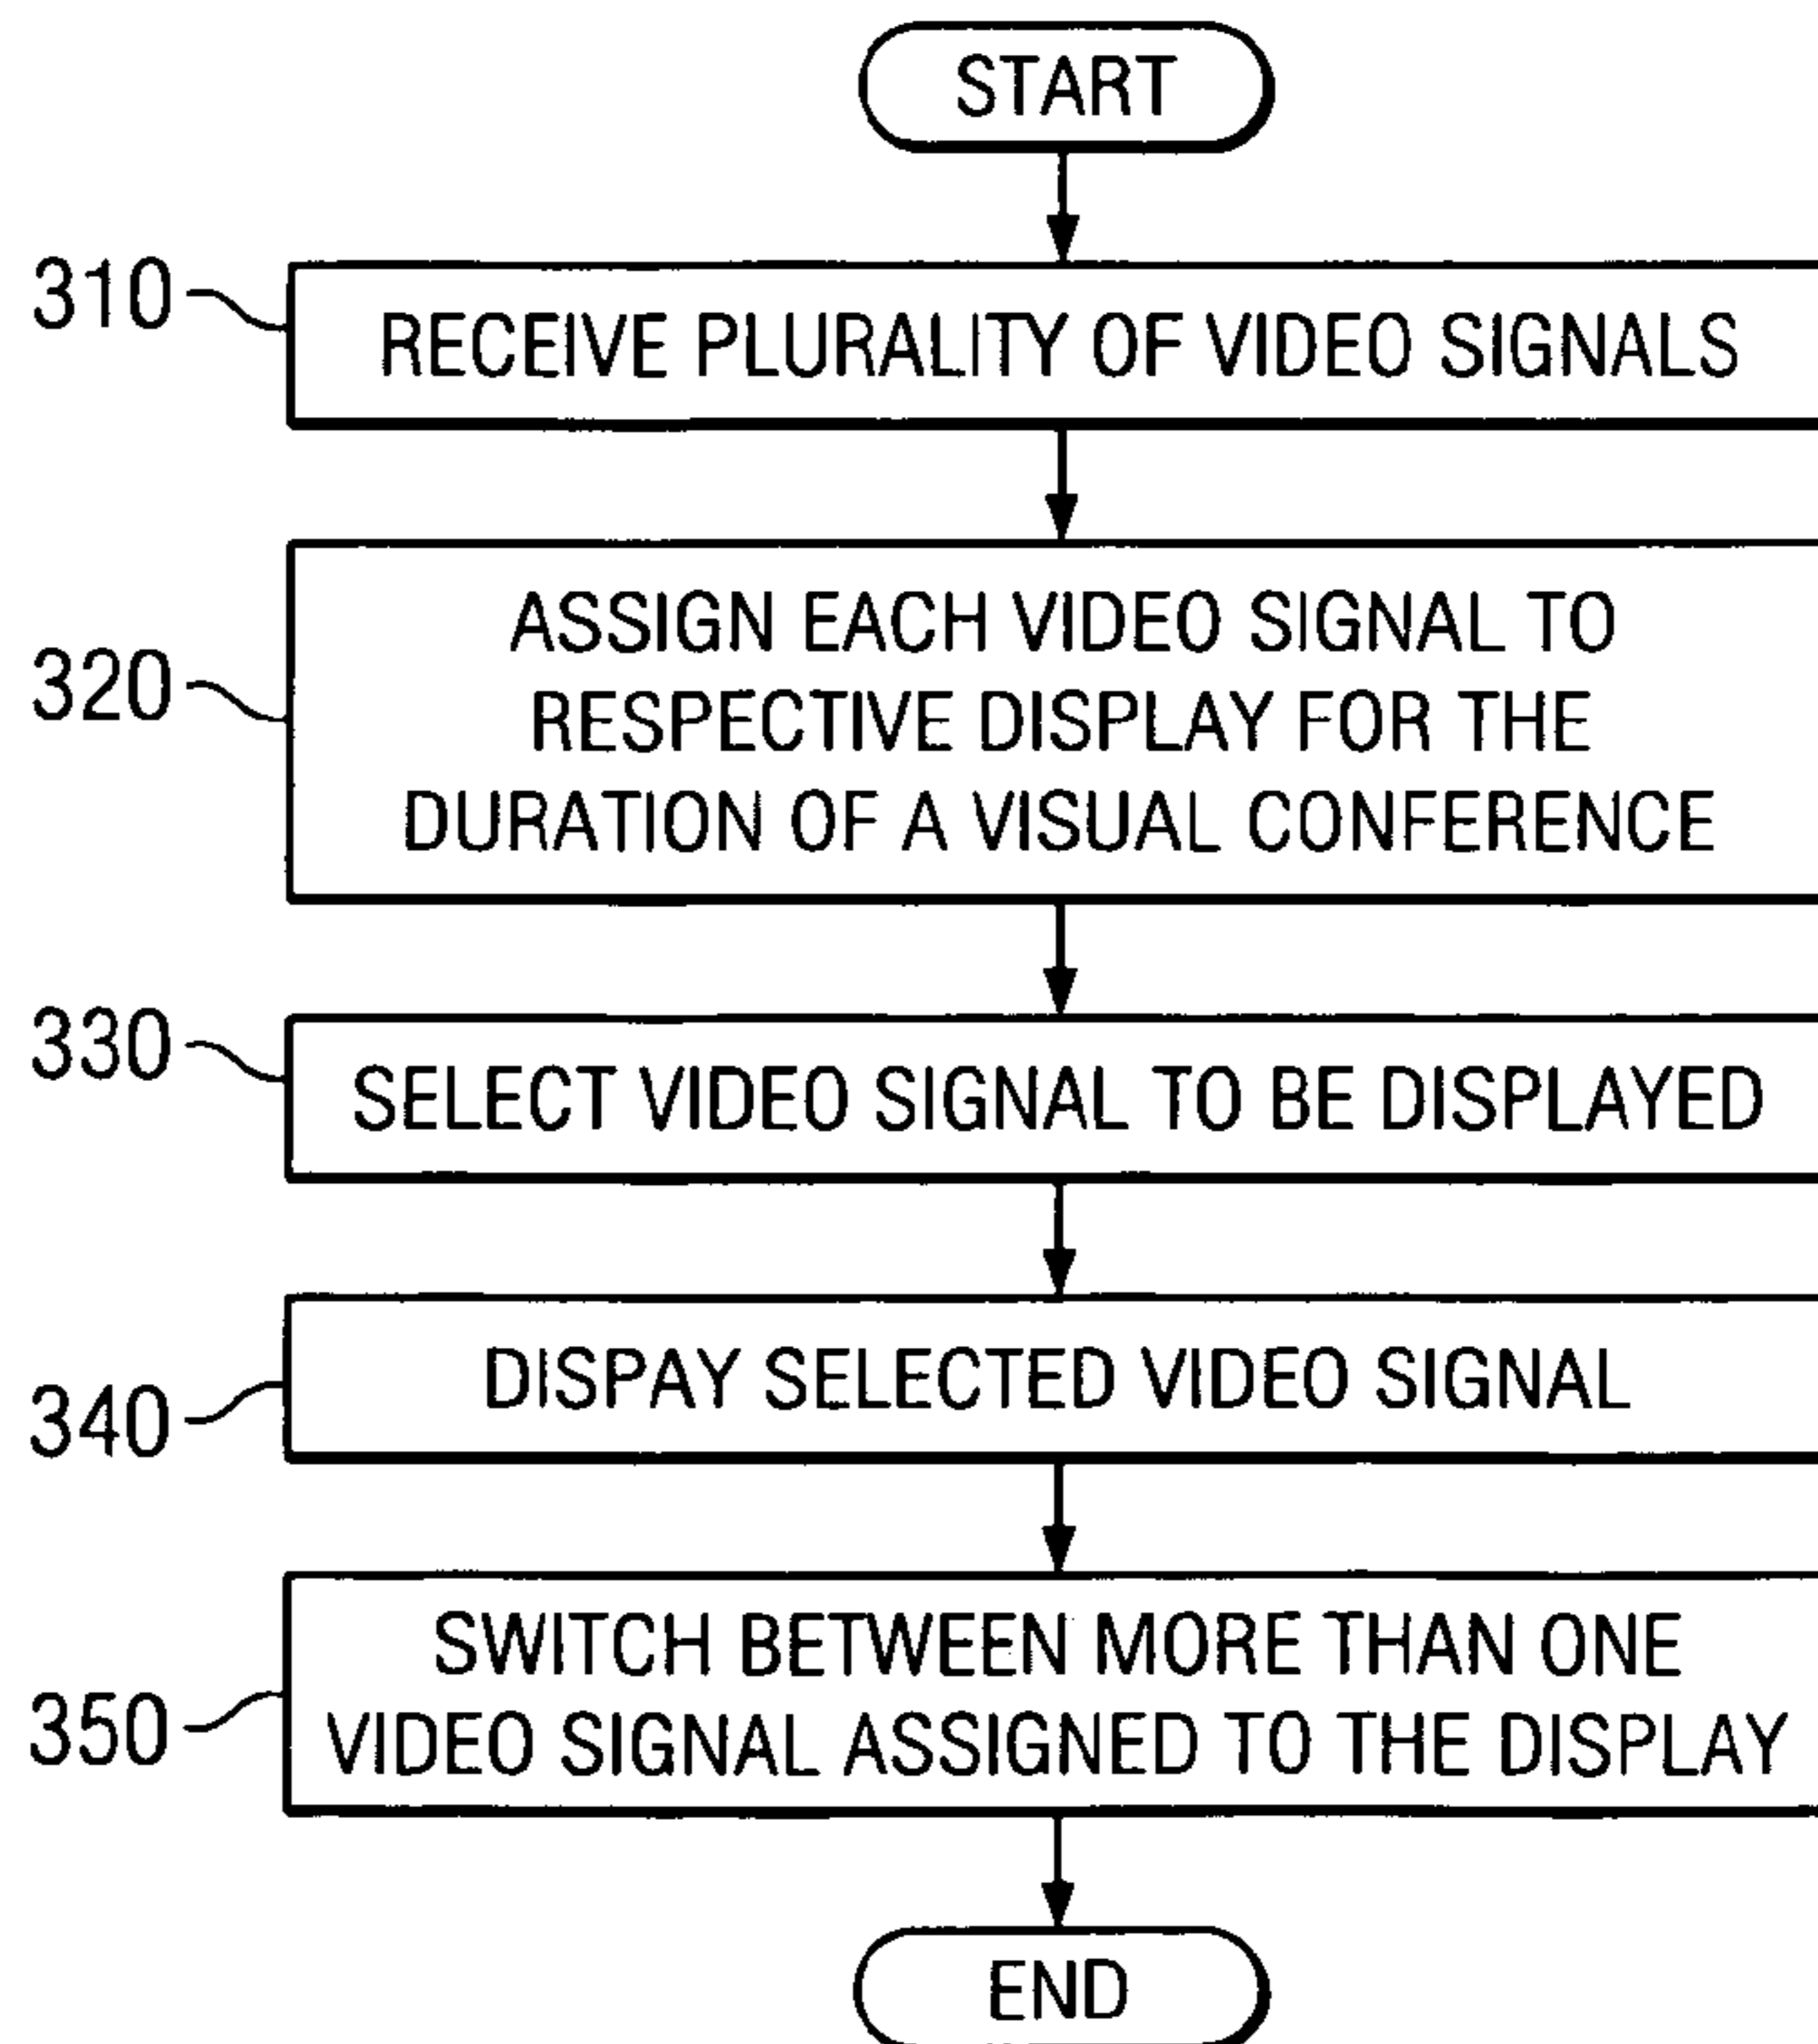 START
310
RECEIVE PLURALITY OF VIDEO SIGNALS
320
ASSIGN EACH VIDEO SIGNAL TO
RESPECTIVE DISPLAY FOR THE
DURATION OF A VISUAL CONFERENCE
330
SELECT VIDEO SIGNAL TO BE DISPLAYED
340
DISPAY SELECTED VIDEO SIGNAL
350
SWITCH BETWEEN MORE THAN ONE
VIDEO SIGNAL ASSIGNED TO THE DISPLAY
END